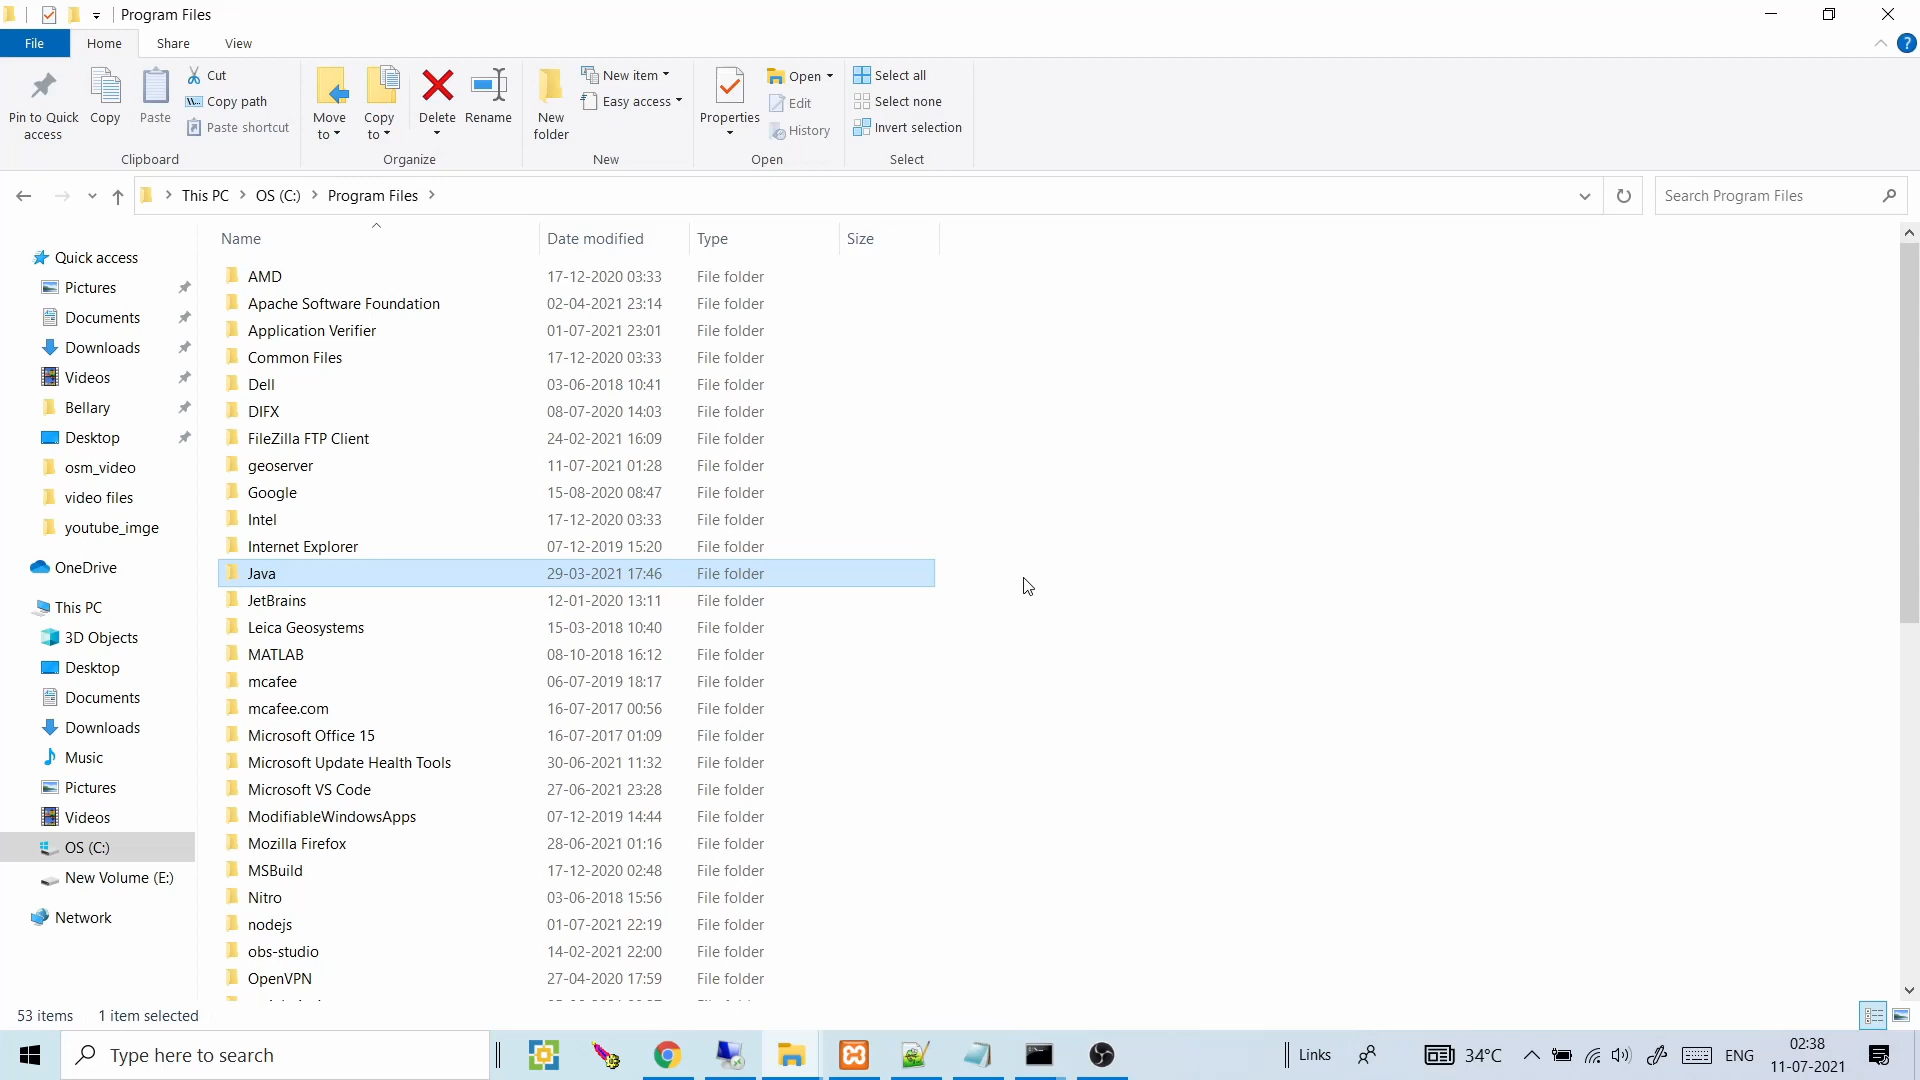 Program Files
File Home Share View
Pin to Quick access
Copy
Paste
Cut
Copy path
Paste shortcut
Clipboard
Move to
Copy to
Delete
Rename
Organize
New folder
New item
Easy access
New
Properties
Open
Edit
History
Open
Select all
Select none
Invert selection
Select
This PC > OS (C:) > Program Files >
Search Program Files
Quick access
Pictures
Documents
Downloads
Videos
Bellary
Desktop
osm_video
video files
youtube_imge
OneDrive
This PC
3D Objects
Desktop
Documents
Downloads
Music
Pictures
Videos
OS (C:)
New Volume (E:)
Network
Name Date modified Type Size
AMD 17-12-2020 03:33 File folder
Apache Software Foundation 02-04-2021 23:14 File folder
Application Verifier 01-07-2021 23:01 File folder
Common Files 17-12-2020 03:33 File folder
Dell 03-06-2018 10:41 File folder
DIFX 08-07-2020 14:03 File folder
FileZilla FTP Client 24-02-2021 16:09 File folder
geoserver 11-07-2021 01:28 File folder
Google 15-08-2020 08:47 File folder
Intel 17-12-2020 03:33 File folder
Internet Explorer 07-12-2019 15:20 File folder
Java 29-03-2021 17:46 File folder
JetBrains 12-01-2020 13:11 File folder
Leica Geosystems 15-03-2018 10:40 File folder
MATLAB 08-10-2018 16:12 File folder
mcafee 06-07-2019 18:17 File folder
mcafee.com 16-07-2017 00:56 File folder
Microsoft Office 15 16-07-2017 01:09 File folder
Microsoft Update Health Tools 30-06-2021 11:32 File folder
Microsoft VS Code 27-06-2021 23:28 File folder
ModifiableWindowsApps 07-12-2019 14:44 File folder
Mozilla Firefox 28-06-2021 01:16 File folder
MSBuild 17-12-2020 02:48 File folder
Nitro 03-06-2018 15:56 File folder
nodejs 01-07-2021 22:19 File folder
obs-studio 14-02-2021 22:00 File folder
OpenVPN 27-04-2020 17:59 File folder
53 items 1 item selected
Type here to search
Links
34°C
ENG
02:38
11-07-2021